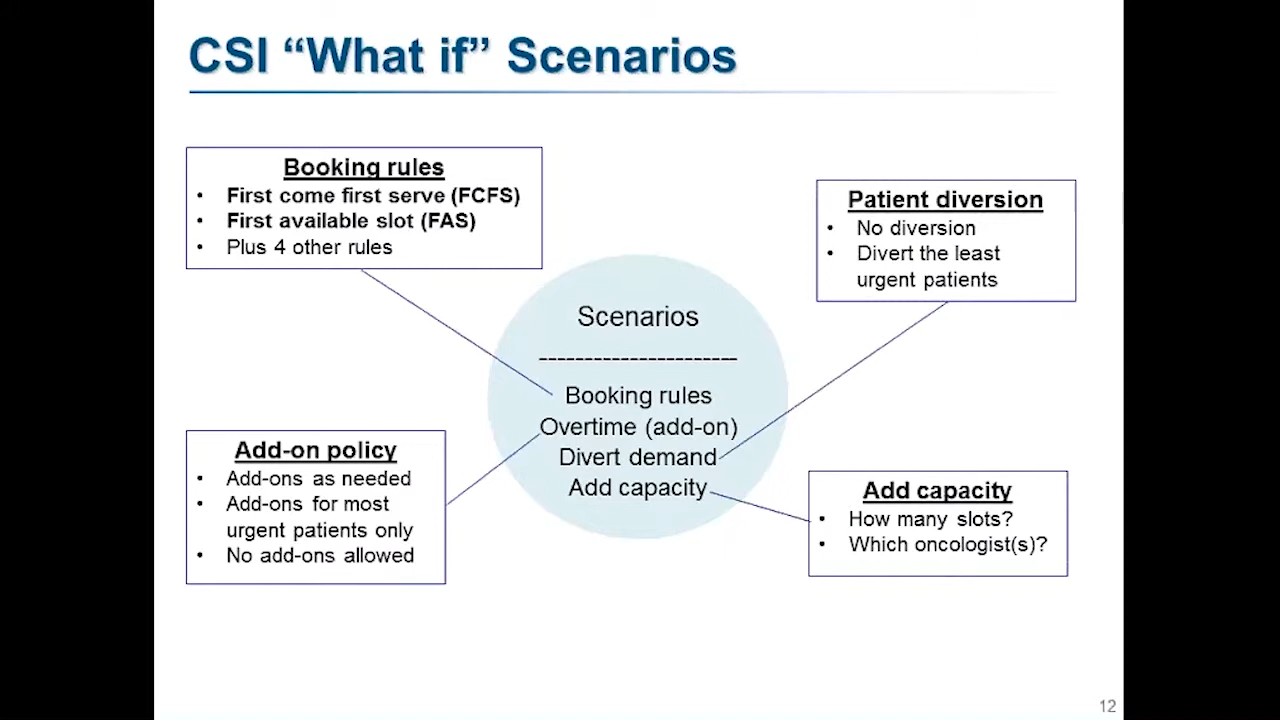 CSI “What if” Scenarios
Booking rules
• First come first serve (FCFS)
• First available slot (FAS)
• Plus 4 other rules
Patient diversion
• No diversion
• Divert the least
urgent patients
Scenarios
----------------------
Booking rules
Overtime (add-on)
Divert demand
Add capacity
Add-on policy
• Add-ons as needed
• Add-ons for most
urgent patients only
• No add-ons allowed
Add capacity
• How many slots?
• Which oncologist(s)?
12